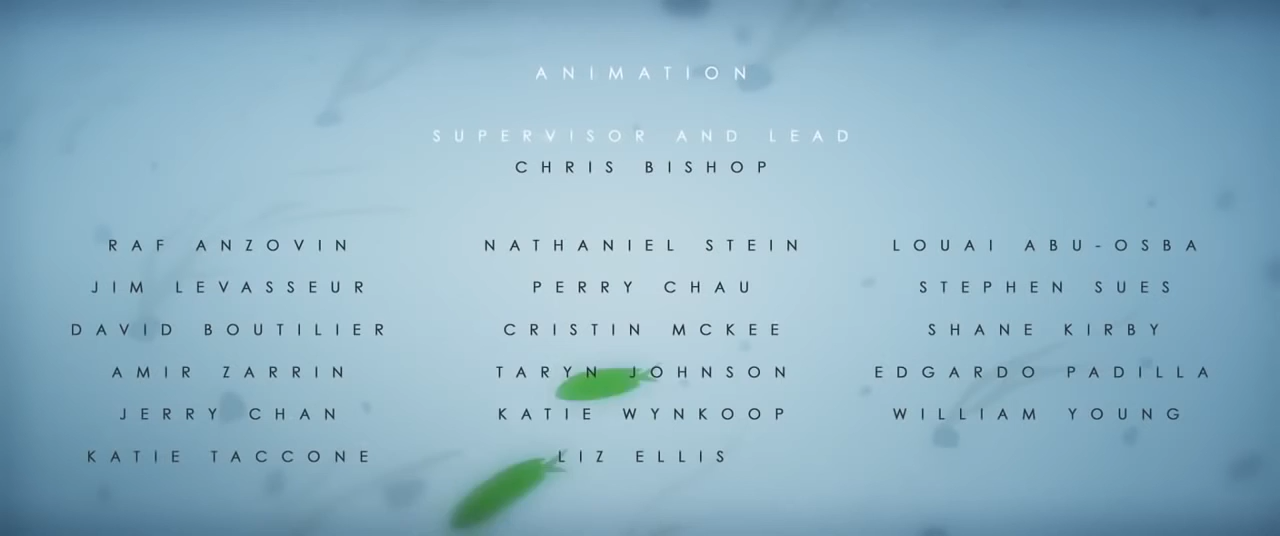 ANIMATION
SUPERVISOR AND LEAD
CHRIS BISHOP
RAF ANZOVIN NATHANIEL STEIN LOUAI ABU-OSBA
JIM LEVASSEUR PERRY CHAU STEPHEN SUES
DAVID BOUTILIER CRISTIN MCKEE SHANE KIRBY
AMIR ZARRIN TARYN JOHNSON EDGARDO PADILLA
JERRY CHAN KATIE WYNKOOP WILLIAM YOUNG
KATIE TACCONE LIZ ELLIS